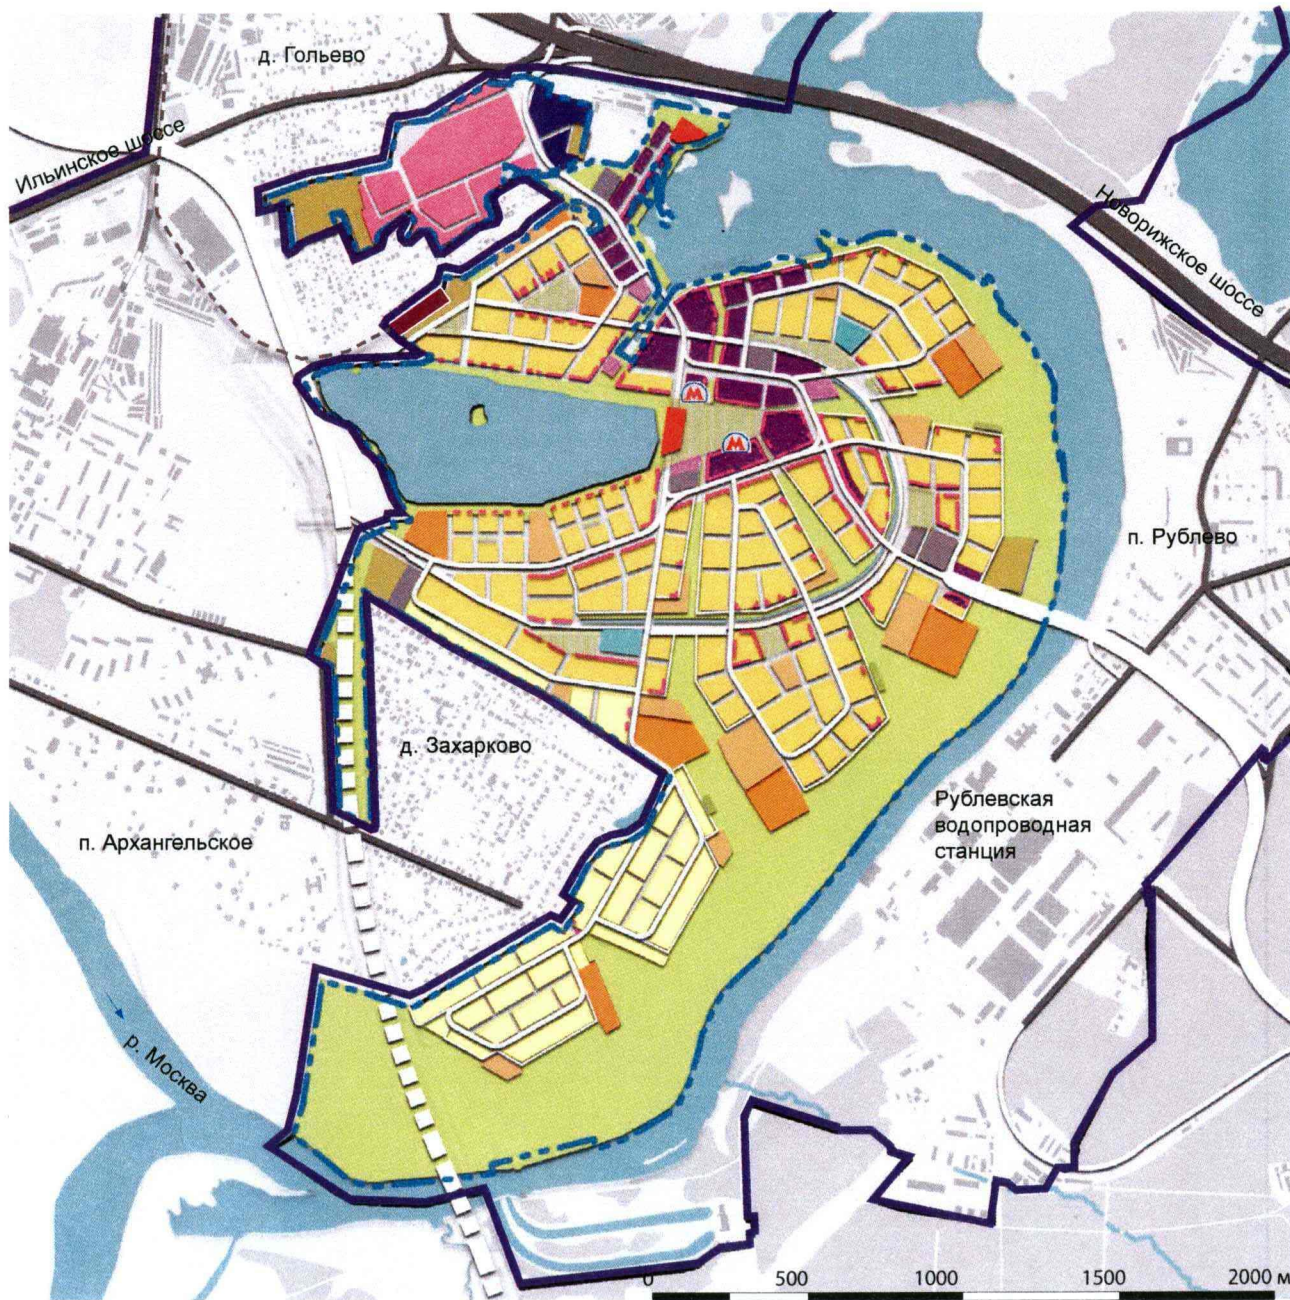 д. Гольево
Ильинское шоссе
Новорижское шоссе
М
М
п. Рублево
д. Захарково
Рублевская
водопроводная
станция
п. Архангельское
р. Москва
0 500 1000 1500 2000 м